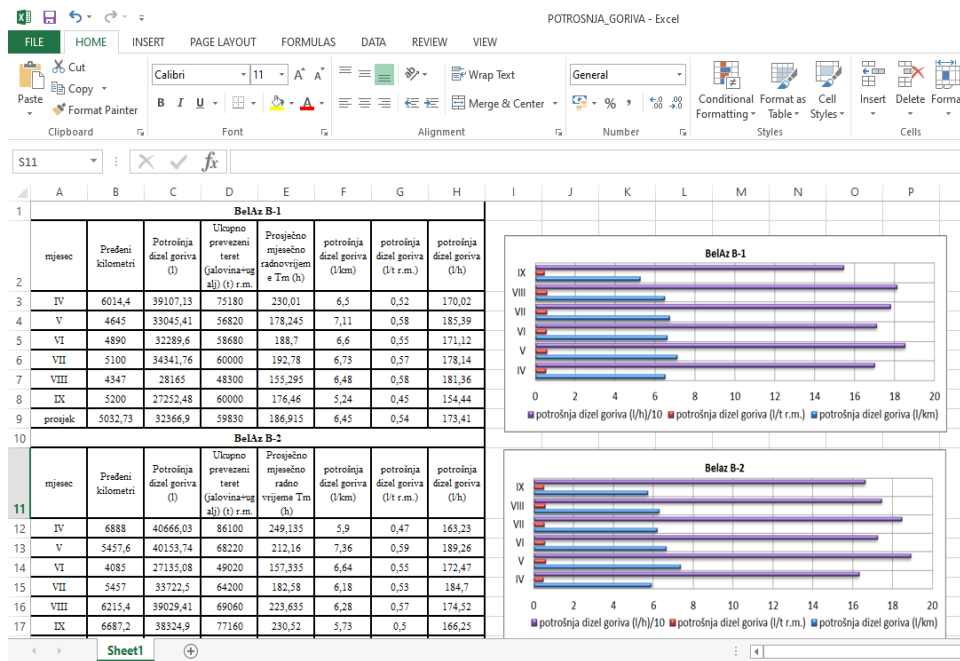 POTROSNJA_GORIVA - Excel
FILE HOME INSERT PAGE LAYOUT FORMULAS DATA REVIEW VIEW
Cut
Copy
Format Painter
Paste
Clipboard
Calibri 11 A A
B I U A
Font
Wrap Text
Merge & Center
Alignment
General
% , ←.0 .00 .00 →.0
Number
Conditional Formatting
Format as Table
Cell Styles
Styles
Insert Delete Forma
Cells
S11 fx
A B C D E F G H I J K L M N O P
1 BelAz B-1
2 mjesec Pređeni kilometri Potrošnja dizel goriva (l) Ukupno prevezeni teret (jalovina+ugalj) (t) r.m. Prosječno mjesečno radnovrijeme Tm (h) potrošnja dizel goriva (l/km) potrošnja dizel goriva (l/t r.m.) potrošnja dizel goriva (l/h)
3 IV 6014,4 39107,13 75180 230,01 6,5 0,52 170,02
4 V 4645 33045,41 56820 178,245 7,11 0,58 185,39
5 VI 4890 32289,6 58680 188,7 6,6 0,55 171,12
6 VII 5100 34341,76 60000 192,78 6,73 0,57 178,14
7 VIII 4347 28165 48300 155,295 6,48 0,58 181,36
8 IX 5200 27252,48 60000 176,46 5,24 0,45 154,44
9 prosjek 5032,73 32366,9 59830 186,915 6,45 0,54 173,41
10 BelAz B-2
11 mjesec Pređeni kilometri Potrošnja dizel goriva (l) Ukupno prevezeni teret (jalovina+ugalj) (t) r.m. Prosječno mjesečno radno vrijeme Tm (h) potrošnja dizel goriva (l/km) potrošnja dizel goriva (l/t r.m.) potrošnja dizel goriva (l/h)
12 IV 6888 40666,03 86100 249,135 5,9 0,47 163,23
13 V 5457,6 40153,74 68220 212,16 7,36 0,59 189,26
14 VI 4085 27135,08 49020 157,335 6,64 0,55 172,47
15 VII 5457 33722,5 64200 182,58 6,18 0,53 184,7
16 VIII 6215,4 39029,41 69060 223,635 6,28 0,57 174,52
17 IX 6687,2 38324,9 77160 230,52 5,73 0,5 166,25
BelAz B-1
IX
VIII
VII
VI
V
IV
0 2 4 6 8 10 12 14 16 18 20
potrošnja dizel goriva (l/h)/10 potrošnja dizel goriva (l/t r.m.) potrošnja dizel goriva (l/km)
Belaz B-2
IX
VIII
VII
VI
V
IV
0 2 4 6 8 10 12 14 16 18 20
potrošnja dizel goriva (l/h)/10 potrošnja dizel goriva (l/t r.m.) potrošnja dizel goriva (l/km)
Sheet1